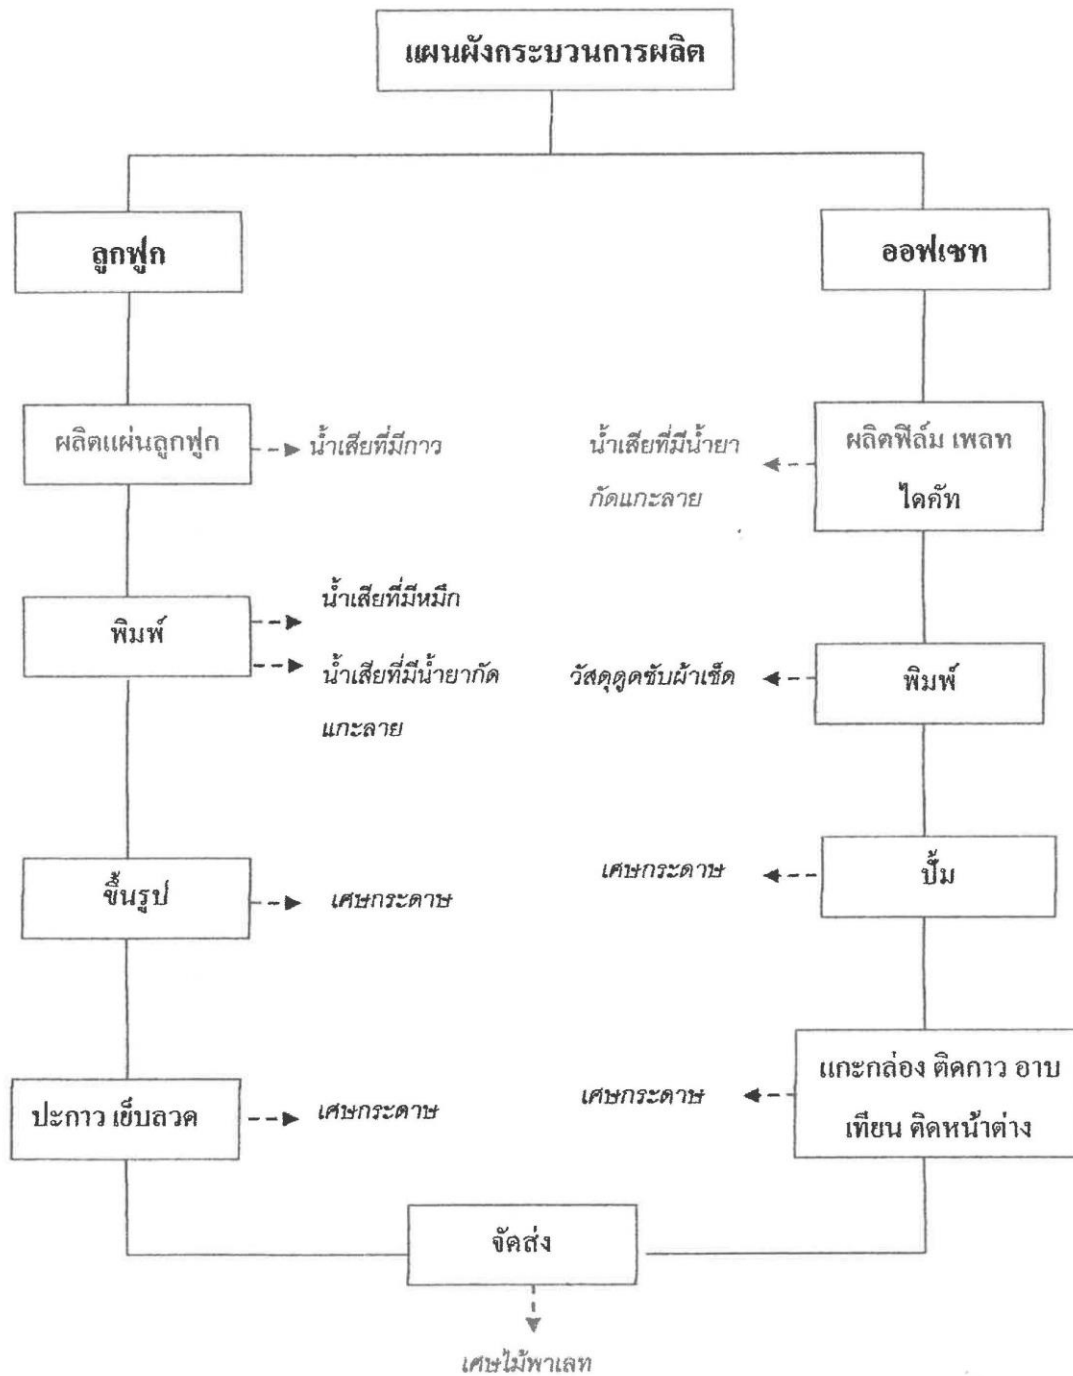 แผนผังกระบวนการผลิต
ลูกฟูก
ออฟเซท
ผลิตแผ่นลูกฟูก
น้ำเสียที่มีกาว
น้ำเสียที่มีน้ำยา
กัดแกะลาย
ผลิตฟิล์ม เพลท
ไดคัท
พิมพ์
น้ำเสียที่มีหมึก
น้ำเสียที่มีน้ำยากัด
แกะลาย
วัสดุดูดซับผ้าเช็ด
พิมพ์
ขึ้นรูป
เศษกระดาษ
เศษกระดาษ
ปั๊ม
ปะกาว เย็บลวด
เศษกระดาษ
เศษกระดาษ
แกะกล่อง ติดกาว อาบ
เทียน ติดหน้าต่าง
จัดส่ง
เศษไม้พาเลท